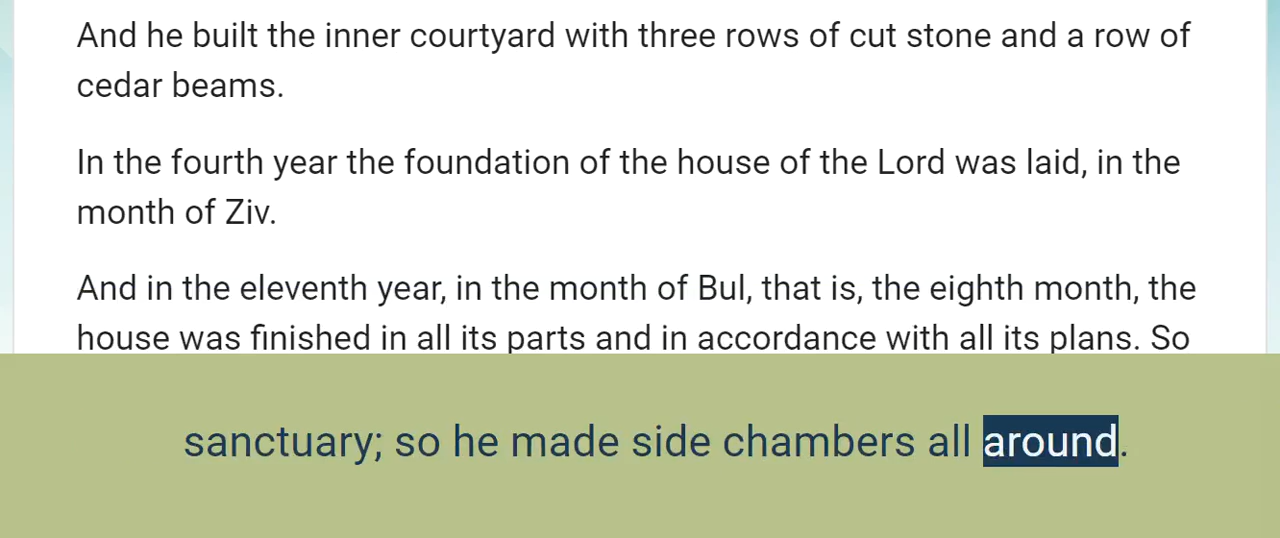 And he built the inner courtyard with three rows of cut stone and a row of
cedar beams.
In the fourth year the foundation of the house of the Lord was laid, in the
month of Ziv.
And in the eleventh year, in the month of Bul, that is, the eighth month, the
house was finished in all its parts and in accordance with all its plans. So
sanctuary; so he made side chambers all around.